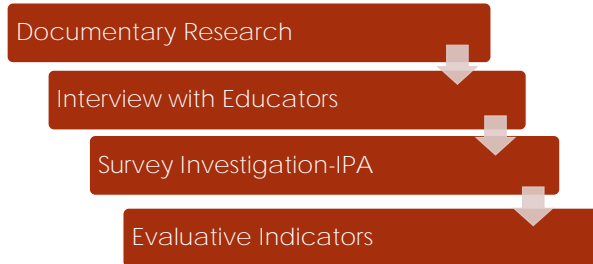 Documentary Research
Interview with Educators
Survey Investigation-IPA
Evaluative Indicators